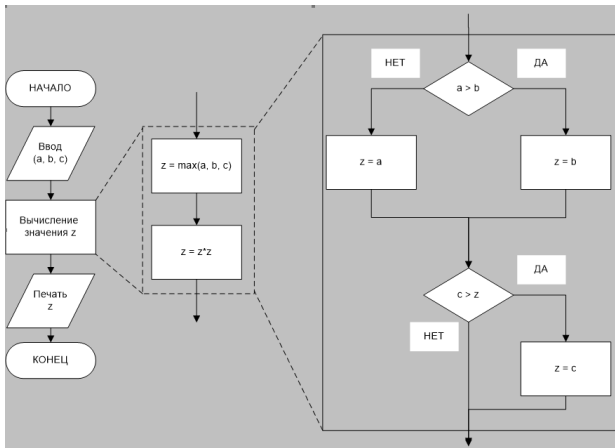 НАЧАЛО
Ввод
(a, b, c)
Вычисление
значения z
Печать
z
КОНЕЦ
z = max(a, b, c)
z = z*z
НЕТ
ДА
a > b
z = a
z = b
ДА
c > z
НЕТ
z = c